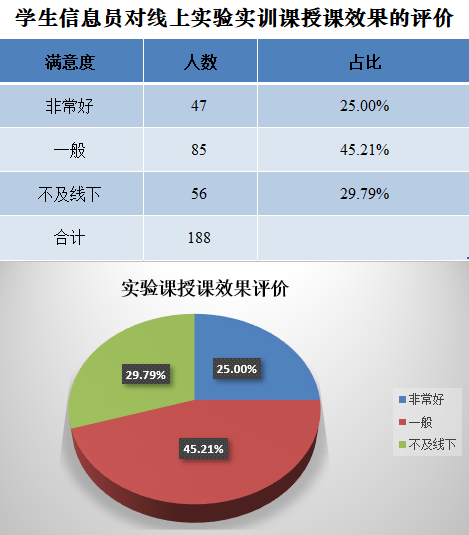 学生信息员对线上实验实训课授课效果的评价
满意度 人数 占比
非常好 47 25.00%
一般 85 45.21%
不及线下 56 29.79%
合计 188
实验课授课效果评价
29.79% 25.00%
45.21%
非常好
一般
不及线下